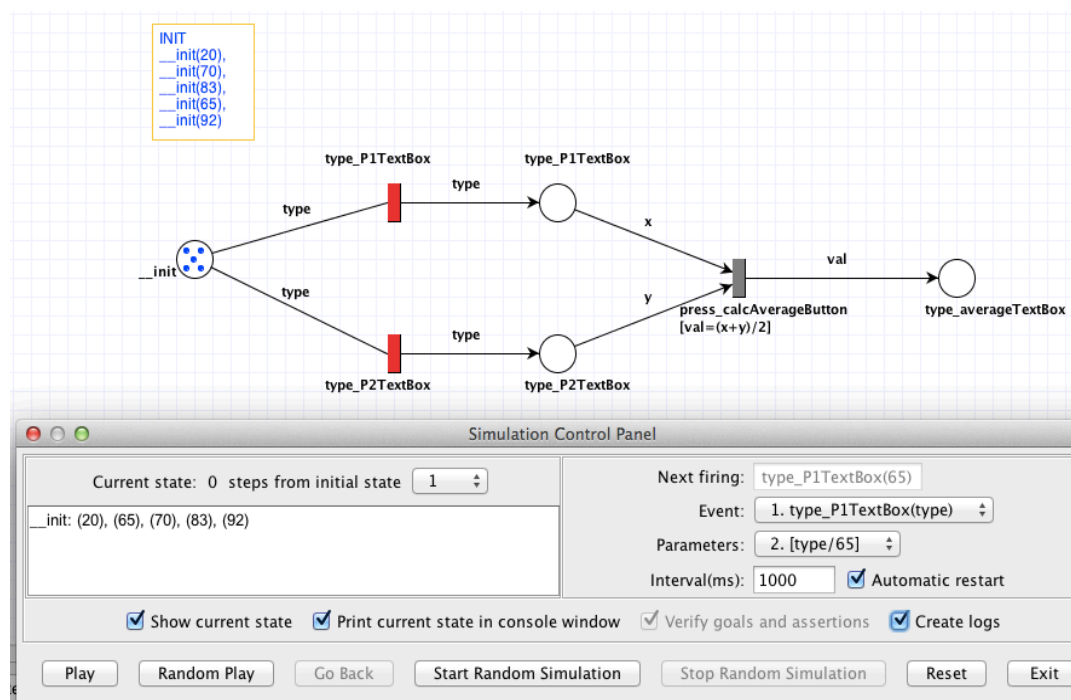 INIT
__init(20),
__init(70),
__init(83),
__init(65),
__init(92)
type_P1TextBox
type_P1TextBox
type
type
x
__init
val
type
y
press_calcAverageButton
[val=(x+y)/2]
type_averageTextBox
type
type_P2TextBox
type_P2TextBox
Simulation Control Panel
Current state: 0 steps from initial state 1
__init: (20), (65), (70), (83), (92)
Next firing: type_P1TextBox(65)
Event: 1. type_P1TextBox(type)
Parameters: 2. [type/65]
Interval(ms): 1000 Automatic restart
Show current state Print current state in console window Verify goals and assertions Create logs
Play Random Play Go Back Start Random Simulation Stop Random Simulation Reset Exit